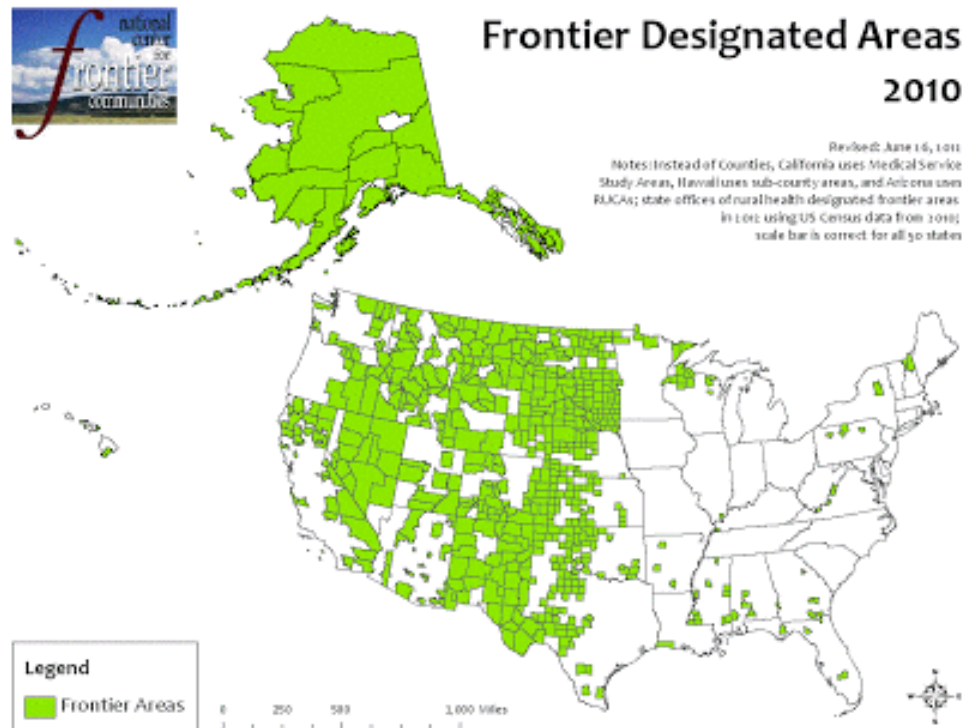 national
center
for
frontier
communities
Frontier Designated Areas
2010
Revised: June 16, 2012
Notes: Instead of Counties, California uses Medical Service
Study Areas, Hawaii uses sub-county areas, and Arizona uses
RUCAs; state offices of rural health designated frontier areas
in 2012 using US Census data from 2010;
scale bar is correct for all 50 states
Legend
Frontier Areas
0 250 500 1,000 Miles